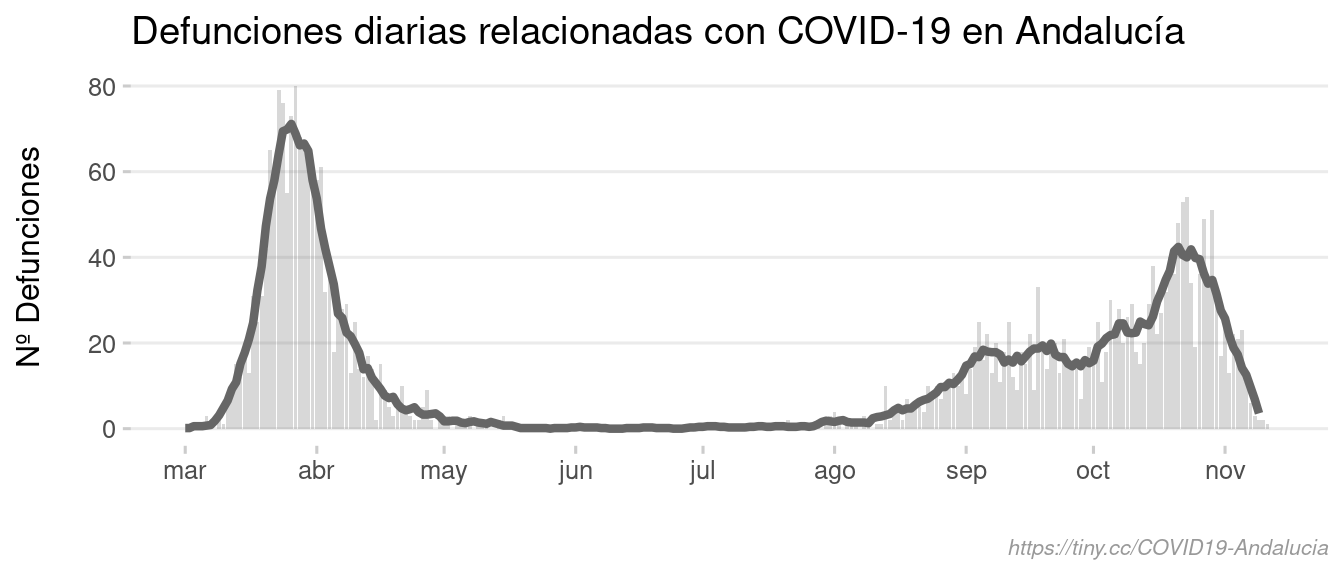 Defunciones diarias relacionadas con COVID-19 en Andalucía
Nº Defunciones
80
60
40
20
0
mar abr may jun jul ago sep oct nov
https://tiny.cc/COVID19-Andalucia